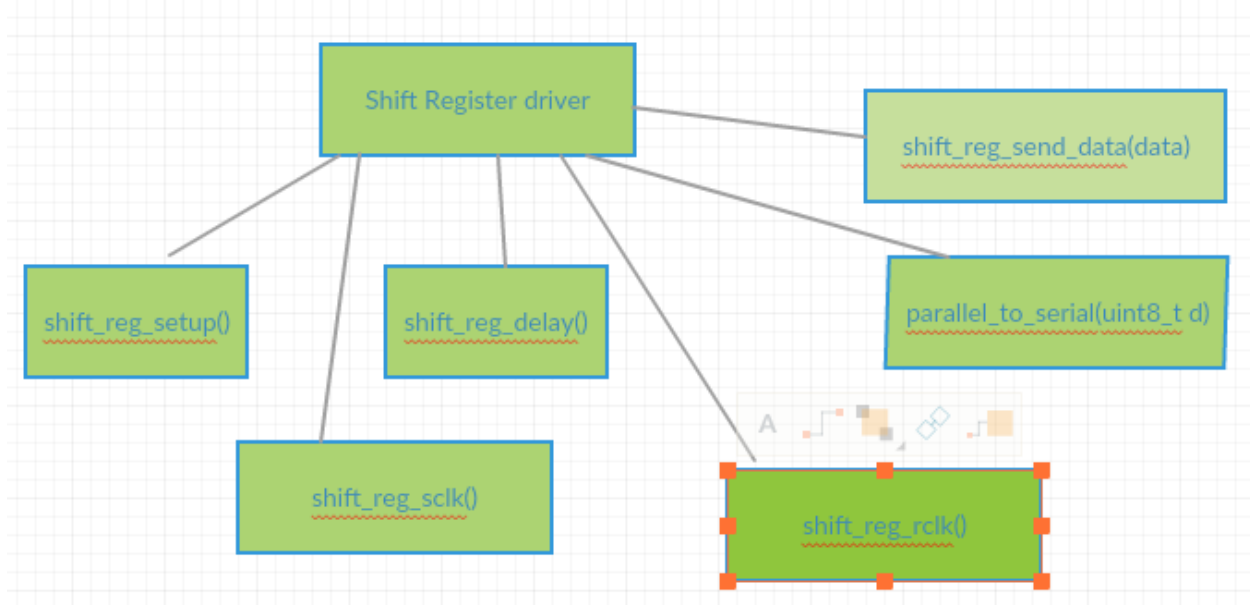 Shift Register driver
shift_reg_send_data(data)
shift_reg_setup()
shift_reg_delay()
parallel_to_serial(uint8_t d)
A
shift_reg_sclk()
shift_reg_rclk()